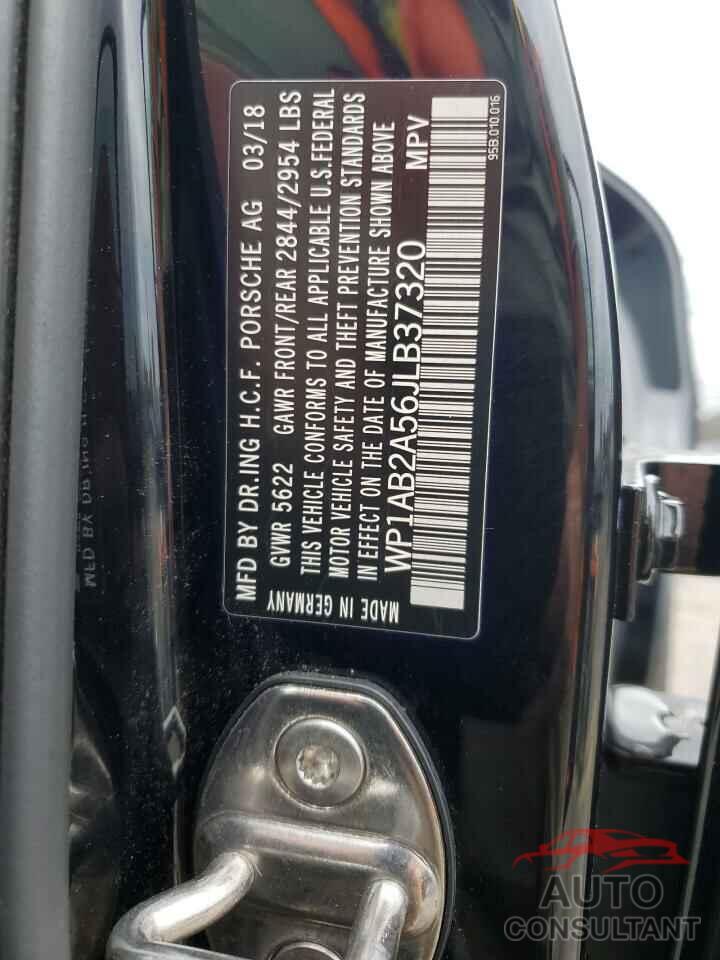 MFD BY DR.ING H.C.F. PORSCHE AG 03/18
GVWR 5622 GAWR FRONT/REAR 2844/2954 LBS
THIS VEHICLE CONFORMS TO ALL APPLICABLE U.S.FEDERAL
MOTOR VEHICLE SAFETY AND THEFT PREVENTION STANDARDS
IN EFFECT ON THE DATE OF MANUFACTURE SHOWN ABOVE
WP1AB2A56JLB37320 MPV
MADE IN GERMANY
95B.010.016
AUTO
CONSULTANT